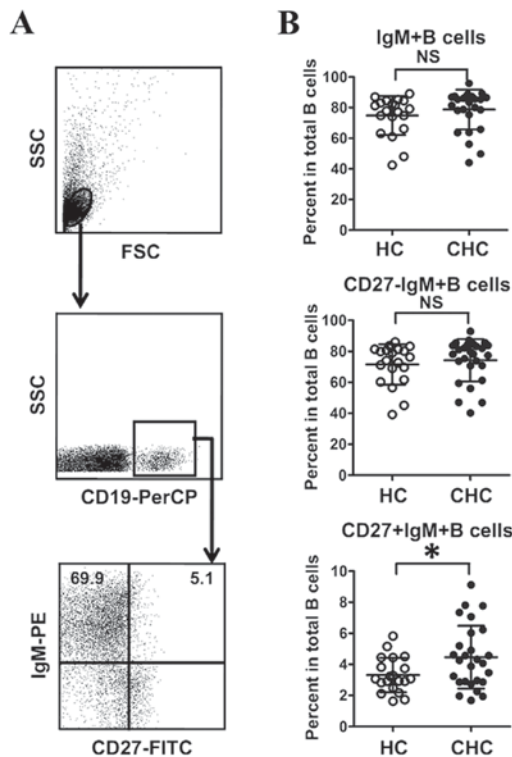 A
SSC
FSC
SSC
CD19-PerCP
69.9 5.1
IgM-PE
CD27-FITC
B
IgM+B cells
NS
Percent in total B cells
100
80
60
40
20
0
HC CHC
CD27-IgM+B cells
NS
Percent in total B cells
100
80
60
40
20
0
HC CHC
CD27+IgM+B cells
*
Percent in total B cells
10
8
6
4
2
0
HC CHC